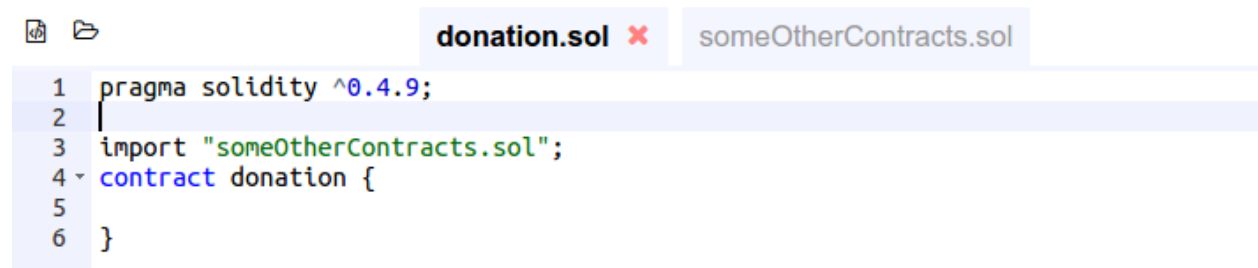 donation.sol ✖ someOtherContracts.sol
1 pragma solidity ^0.4.9;
2
3 import "someOtherContracts.sol";
4 contract donation {
5
6 }